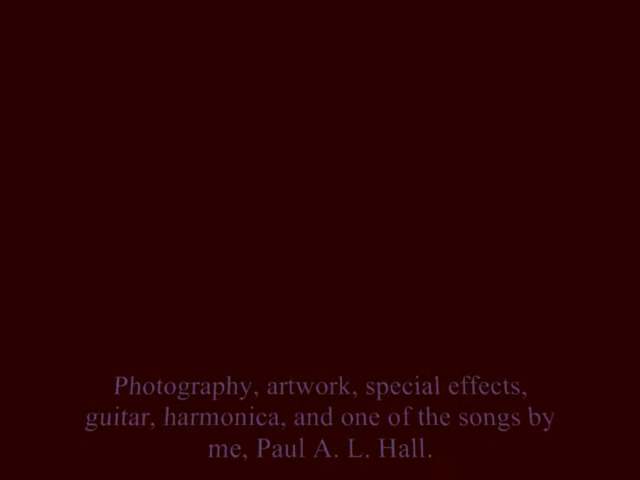 Photography, artwork, special effects,
guitar, harmonica, and one of the songs by
me, Paul A. L. Hall.